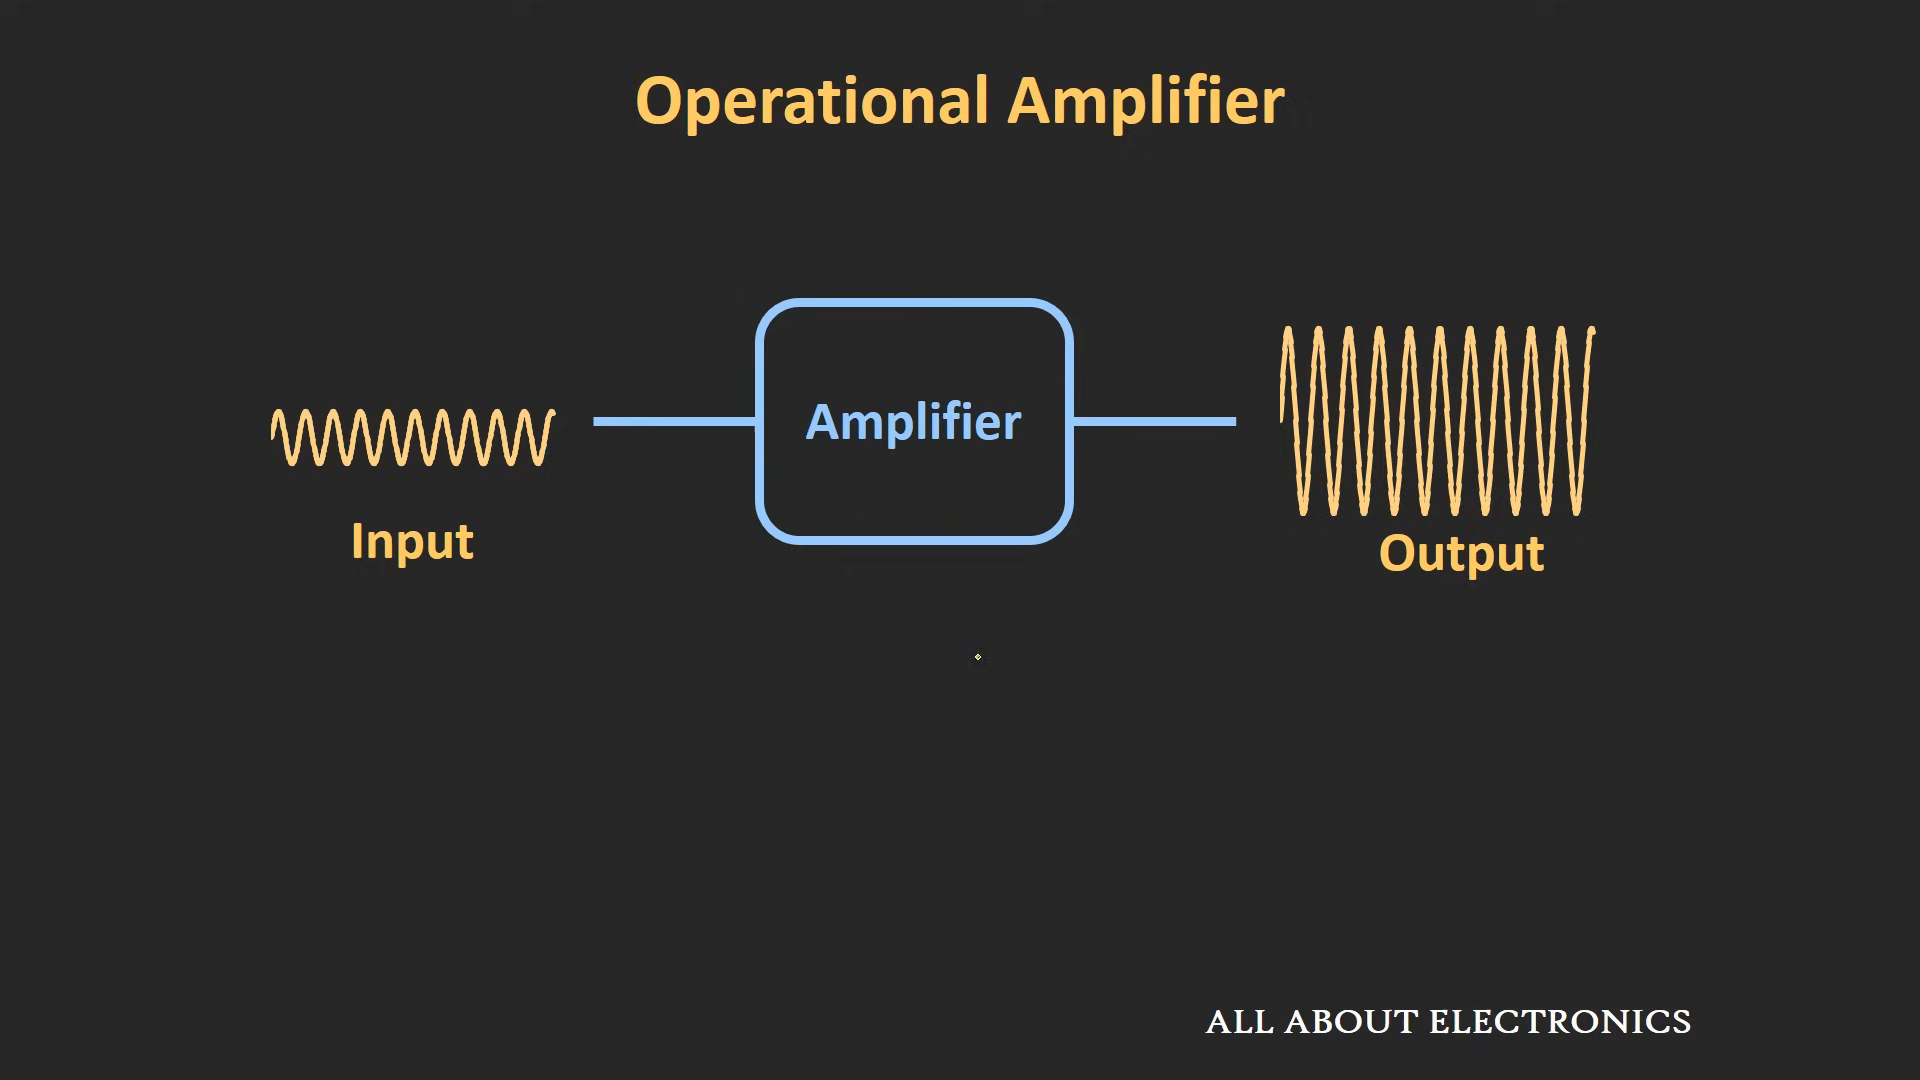 Operational Amplifier
Amplifier
Input
Output
ALL ABOUT ELECTRONICS